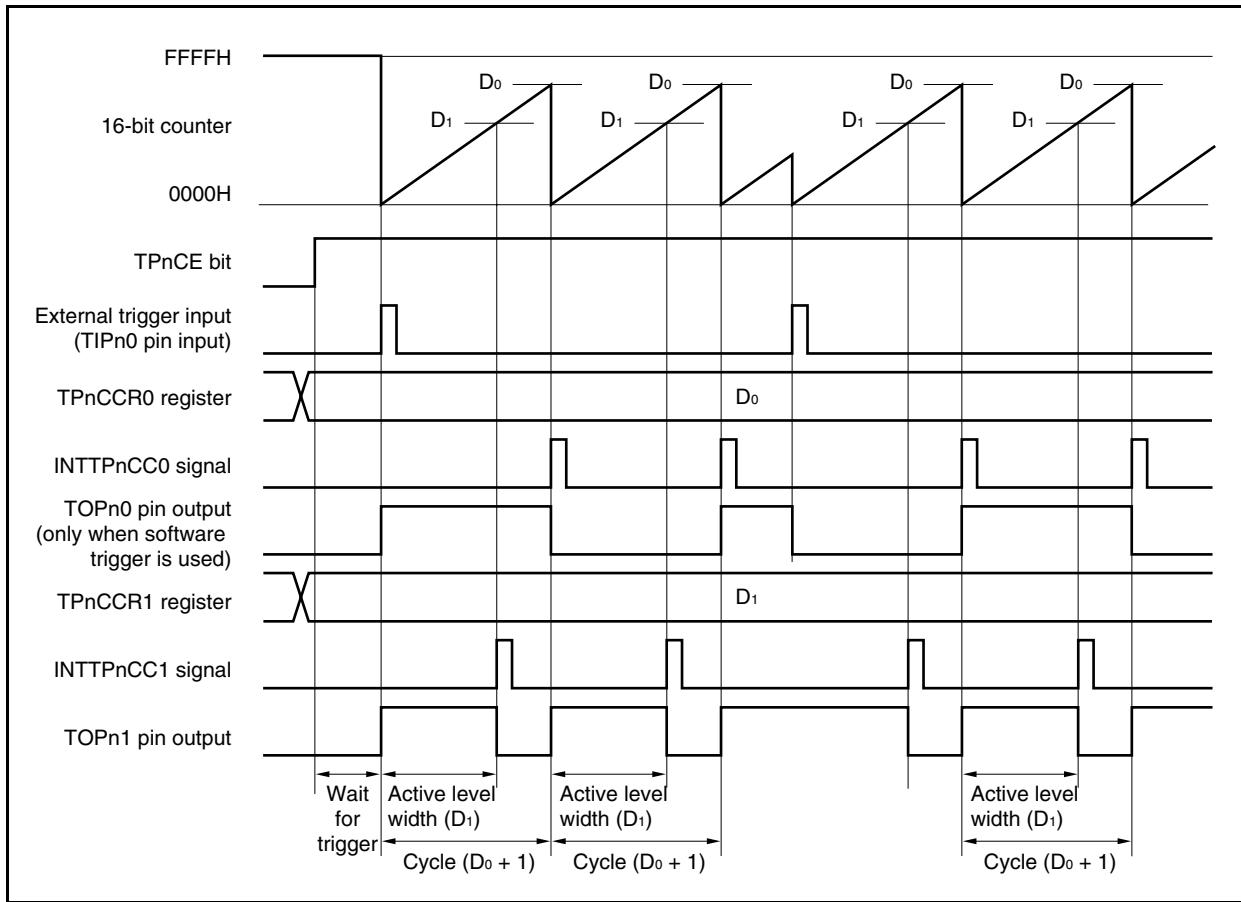 FFFFH
D0 D0 D0 D0
16-bit counter
D1 D1 D1 D1
0000H
TPnCE bit
External trigger input
(TIPn0 pin input)
TPnCCR0 register
D0
INTTPnCC0 signal
TOPn0 pin output
(only when software
trigger is used)
TPnCCR1 register
D1
INTTPnCC1 signal
TOPn1 pin output
Wait
for
trigger
Active level
width (D1)
Active level
width (D1)
Active level
width (D1)
Cycle (D0 + 1)
Cycle (D0 + 1)
Cycle (D0 + 1)